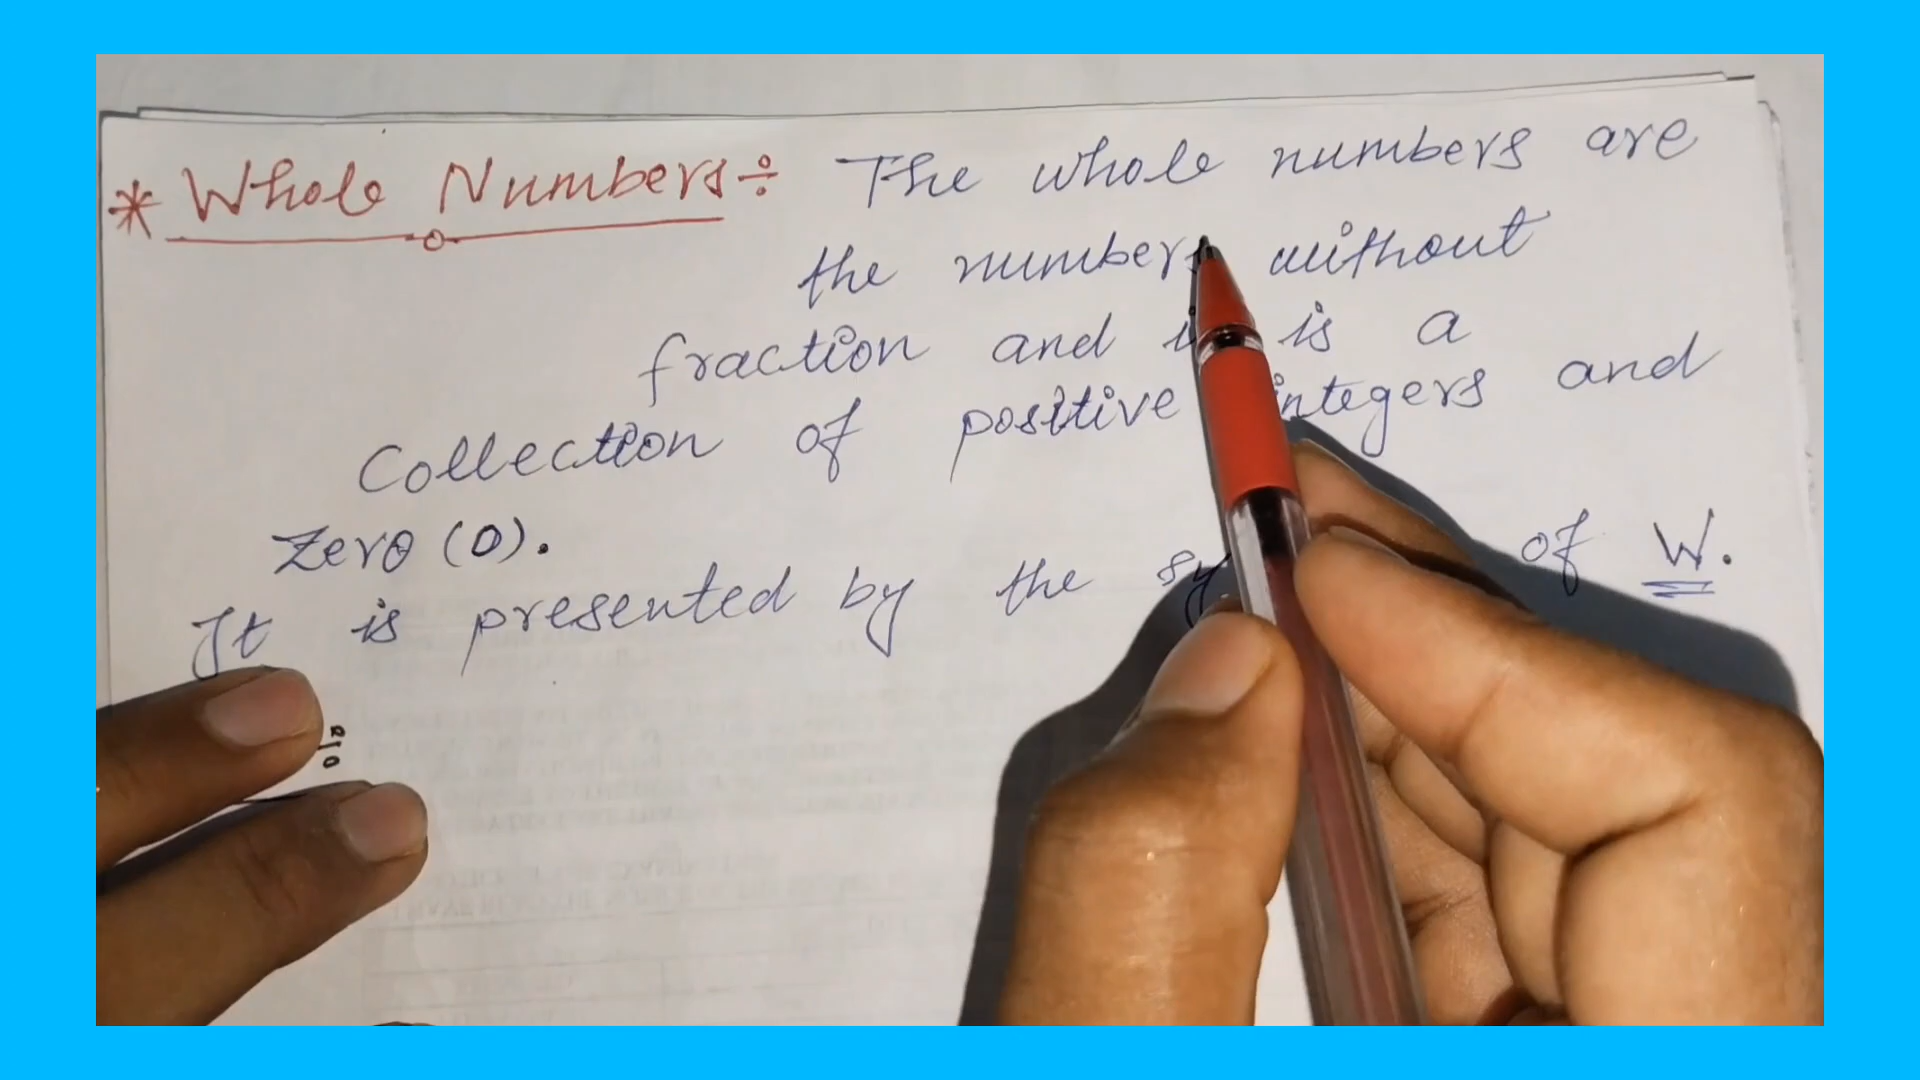 * Whole Numbers ÷ The whole numbers are
the numbers without
fraction and is a
Collection of positive integers and
Zero (0).
It is presented by the of W.